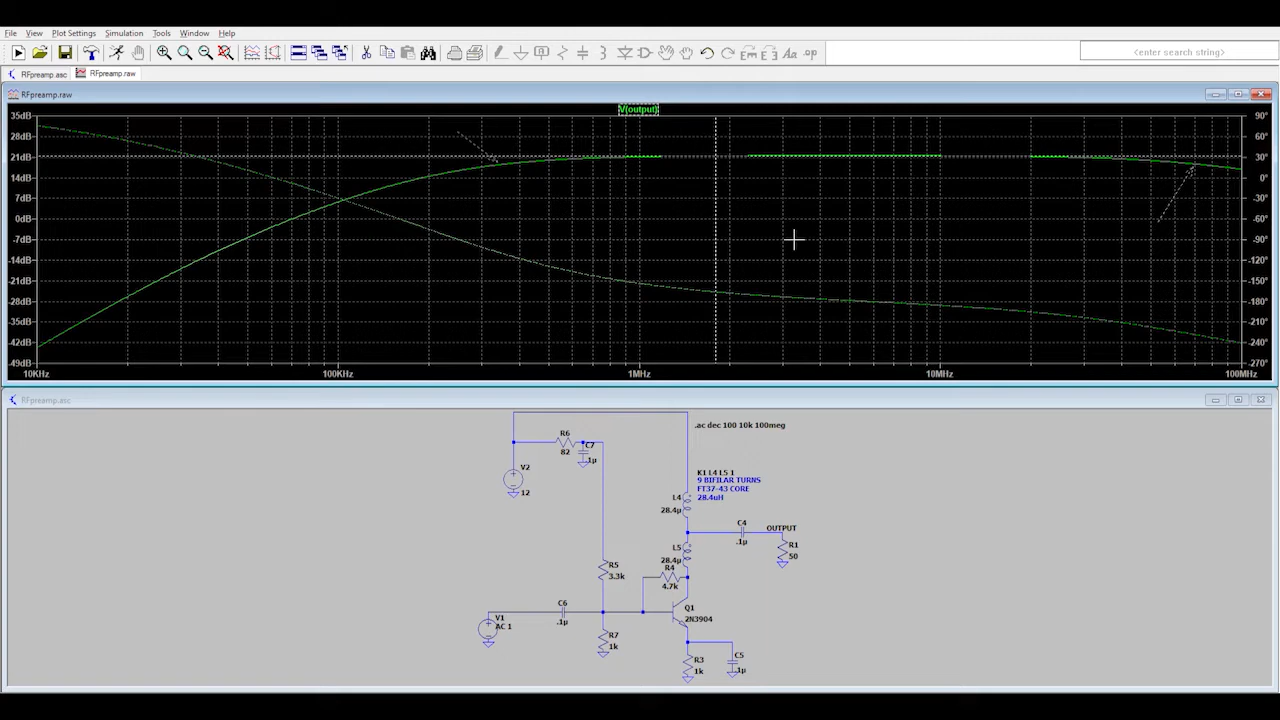 File View Plot Settings Simulation Tools Window Help
<enter search string>
RFpreamp.asc RFpreamp.raw
RFpreamp.raw
V(output)
35dB 90°
28dB 60°
21dB 30°
14dB 0°
7dB -30°
0dB -60°
-7dB -90°
-14dB -120°
-21dB -150°
-28dB -180°
-35dB -210°
-42dB -240°
-49dB -270°
10KHz 100KHz 1MHz 10MHz 100MHz
RFpreamp.asc
.ac dec 100 10k 100meg
R6
82
C7
.1µ
V2
12
K1 L4 L5 1
9 BIFILAR TURNS
FT37-43 CORE
28.4uH
L4
28.4µ
C4
.1µ
OUTPUT
R1
50
L5
28.4µ
R4
4.7k
R5
3.3k
C6
.1µ
V1
AC 1
Q1
2N3904
R7
1k
R3
1k
C5
.1µ